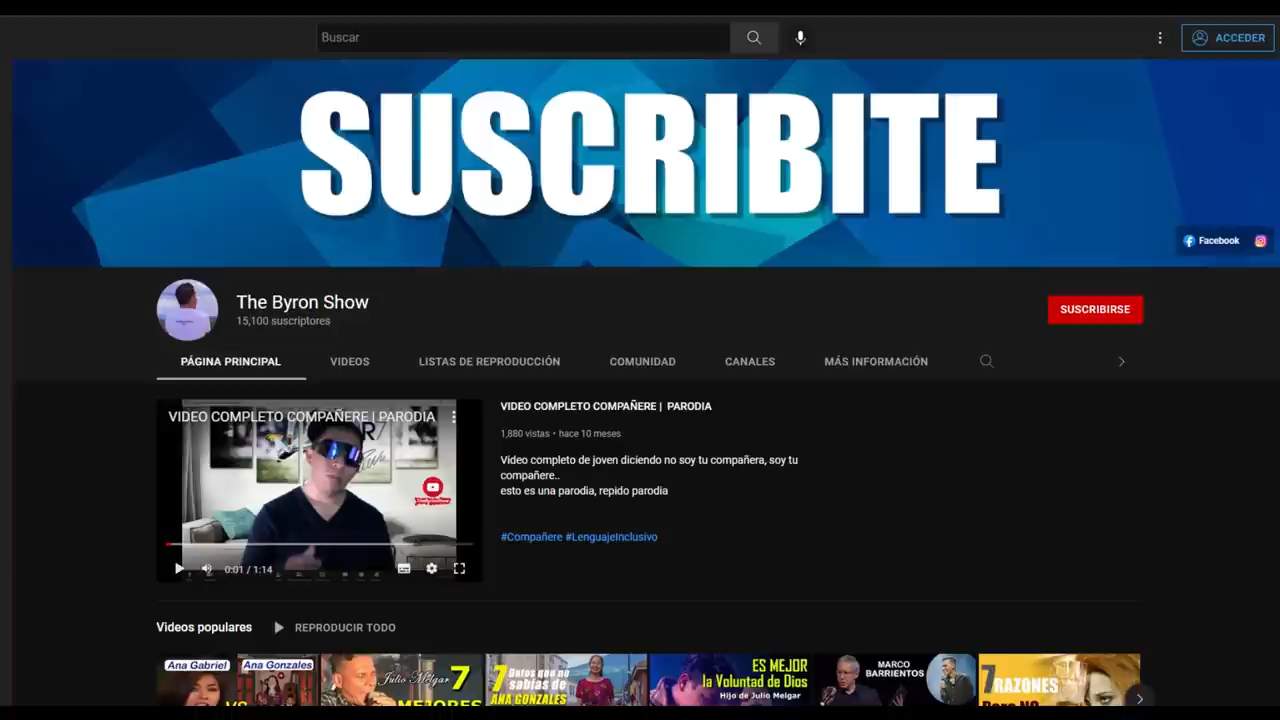 Buscar
ACCEDER
SUSCRIBITE
Facebook
The Byron Show
15,100 suscriptores
SUSCRIBIRSE
PÁGINA PRINCIPAL
VIDEOS
LISTAS DE REPRODUCCIÓN
COMUNIDAD
CANALES
MÁS INFORMACIÓN
VIDEO COMPLETO COMPAÑERE | PARODIA
0:01 / 1:14
VIDEO COMPLETO COMPAÑERE | PARODIA
1,880 vistas • hace 10 meses
Video completo de joven diciendo no soy tu compañera, soy tu
compañere..
esto es una parodia, repido parodia
#Compañere #LenguajeInclusivo
Videos populares
REPRODUCIR TODO
Ana Gabriel
Ana Gonzales
VS
Julio Melgar 7
MEJORES
7 Datos que no
sabías de
ANA GONZALES
ES MEJOR
la Voluntad de Dios
Hijo de Julio Melgar
MARCO
BARRIENTOS
7 RAZONES
Para NO